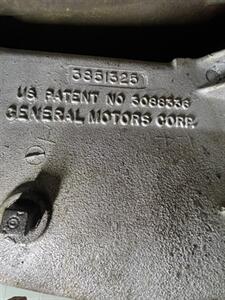 3851325
US PATENT NO 3088336
GENERAL MOTORS CORP.